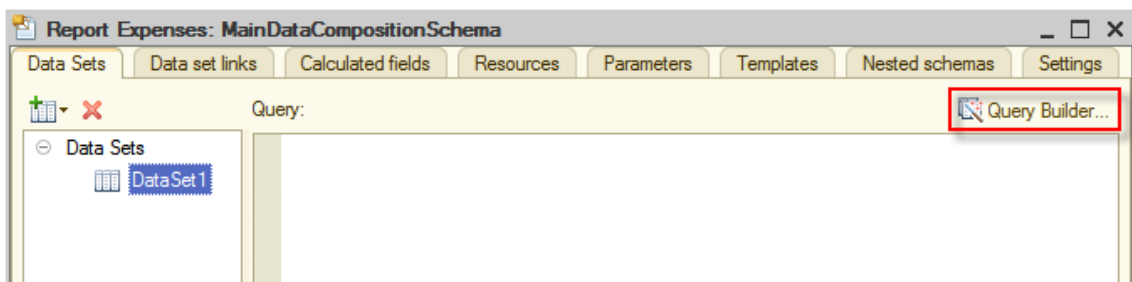 Report Expenses: MainDataCompositionSchema
Data Sets Data set links Calculated fields Resources Parameters Templates Nested schemas Settings
Query: Query Builder...
Data Sets
DataSet1